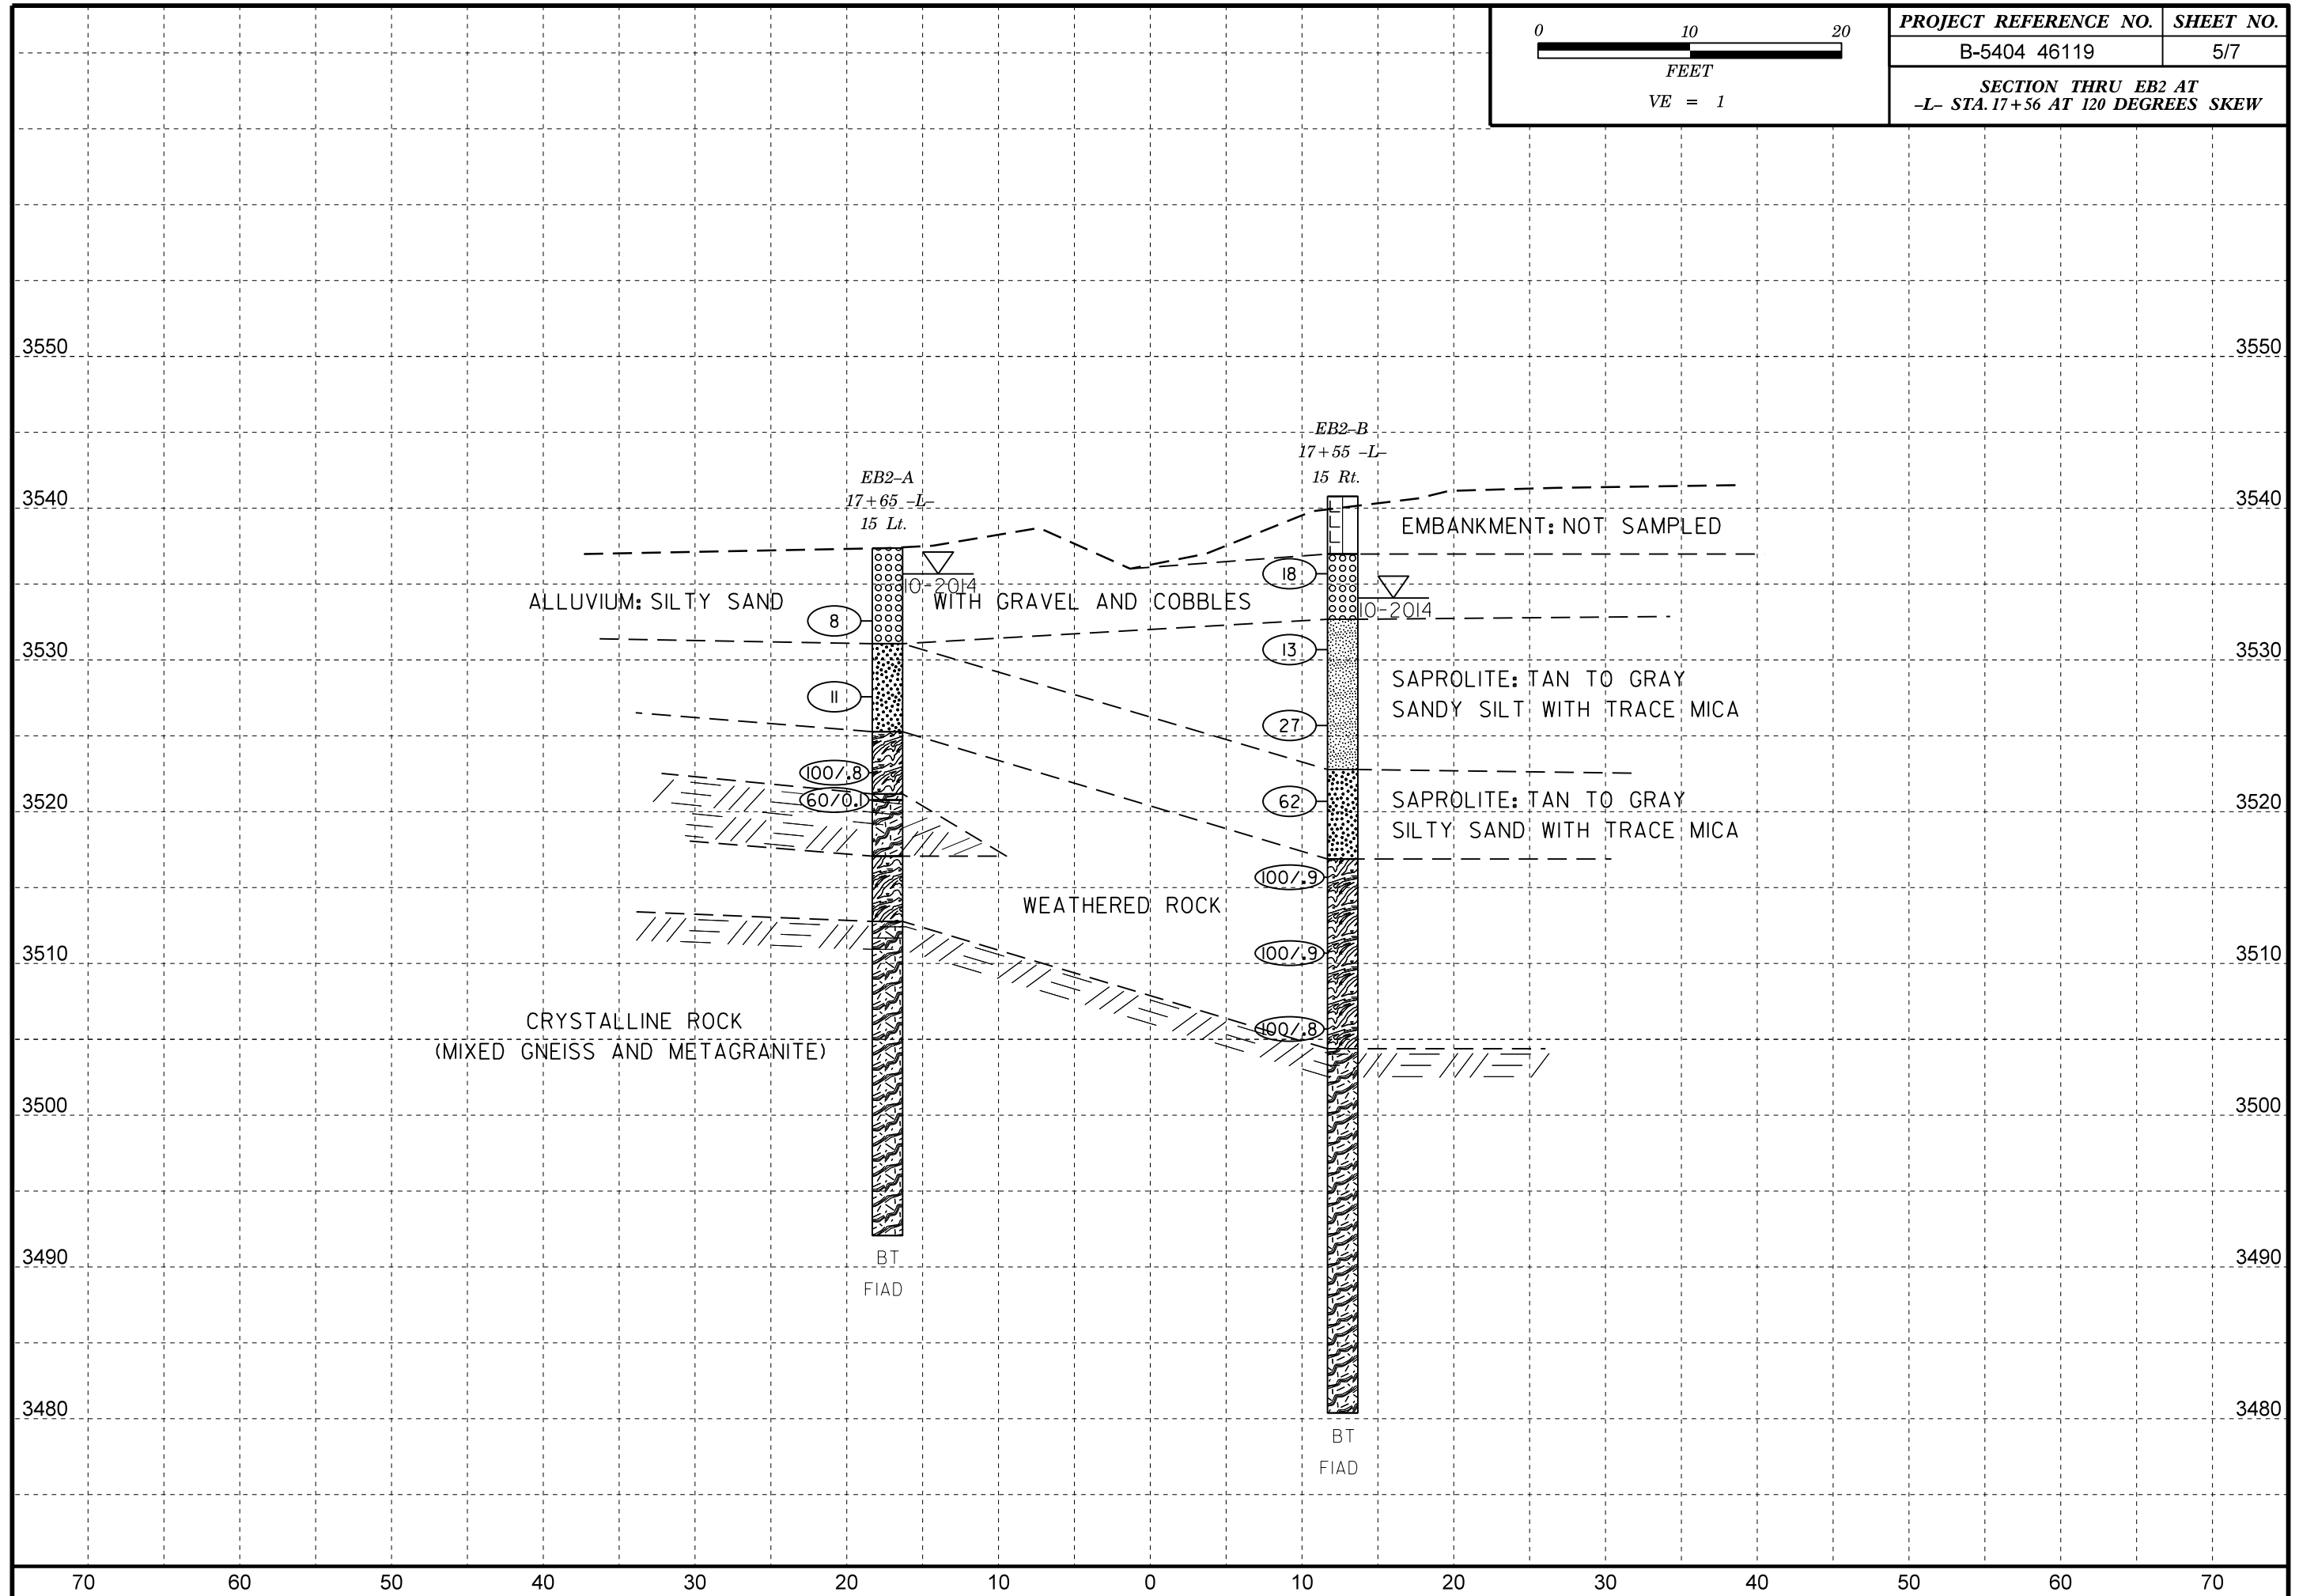 0 10 20
FEET
VE = 1
PROJECT REFERENCE NO. SHEET NO.
B-5404 46119 5/7
SECTION THRU EB2 AT
-L- STA. 17+56 AT 120 DEGREES SKEW
3550 3550
EB2-B
17+55 -L-
15 Rt.
EB2-A
17+65 -L-
15 Lt.
3540 3540
EMBANKMENT: NOT SAMPLED
18
10-2014
ALLUVIUM: SILTY SAND WITH GRAVEL AND COBBLES
10-2014
8
3530 3530
13
SAPROLITE: TAN TO GRAY
SANDY SILT WITH TRACE MICA
11
27
100/.8
60/0.1
3520 3520
62
SAPROLITE: TAN TO GRAY
SILTY SAND WITH TRACE MICA
100/.9
WEATHERED ROCK
3510 3510
100/.9
CRYSTALLINE ROCK
(MIXED GNEISS AND METAGRANITE)
100/.8
3500 3500
3490 3490
BT
FIAD
3480 3480
BT
FIAD
70 60 50 40 30 20 10 0 10 20 30 40 50 60 70